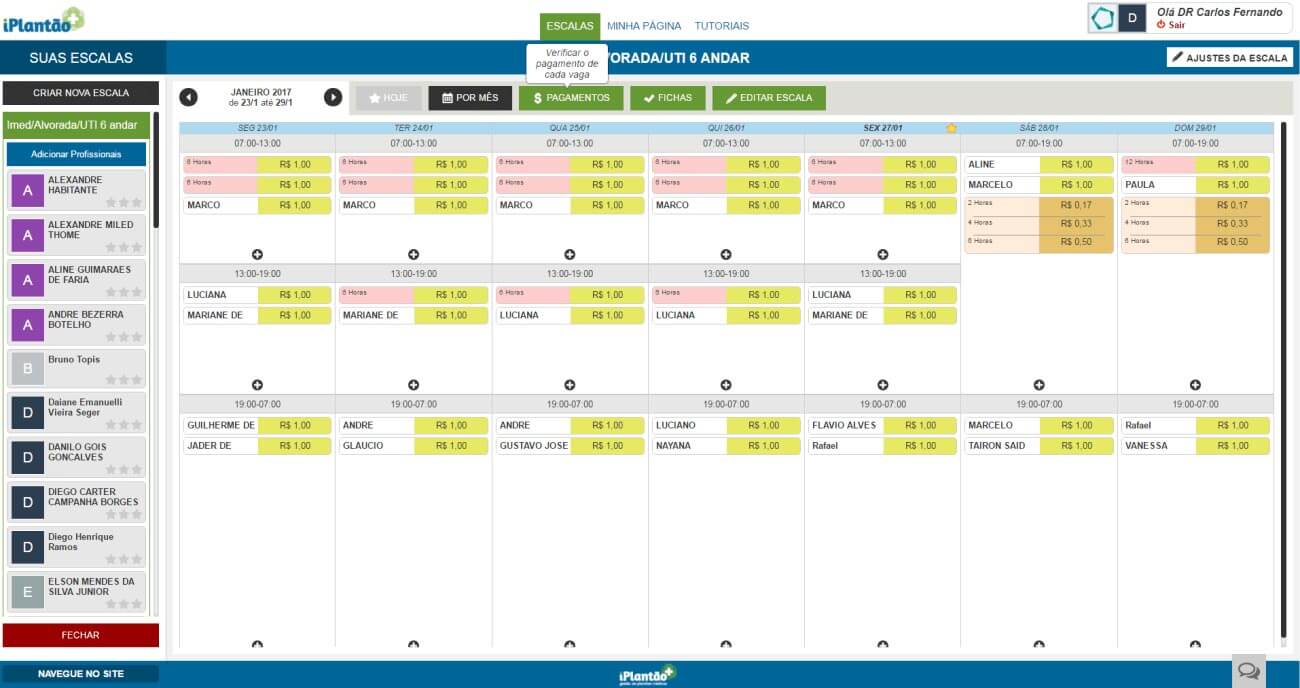 iPlantão
ESCALAS
MINHA PÁGINA
TUTORIAIS
D
Olá DR Carlos Fernando
Sair
SUAS ESCALAS
Verificar o
pagamento de
cada vaga
VORADA/UTI 6 ANDAR
AJUSTES DA ESCALA
CRIAR NOVA ESCALA
Imed/Alvorada/UTI 6 andar
Adicionar Profissionais
A
ALEXANDRE
HABITANTE
A
ALEXANDRE MILED
THOME
A
ALINE GUIMARAES
DE FARIA
A
ANDRE BEZERRA
BOTELHO
B
Bruno Topis
D
Daiane Emanuelli
Vieira Seger
D
DANILO GOIS
GONCALVES
D
DIEGO CARTER
CAMPANHA BORGES
D
Diego Henrique
Ramos
E
ELSON MENDES DA
SILVA JUNIOR
FECHAR
JANEIRO 2017
de 23/1 até 29/1
HOJE
POR MÊS
$ PAGAMENTOS
FICHAS
EDITAR ESCALA
SEG 23/01 TER 24/01 QUA 25/01 QUI 26/01 SEX 27/01 SÁB 28/01 DOM 29/01
07:00-13:00 07:00-13:00 07:00-13:00 07:00-13:00 07:00-13:00 07:00-19:00 07:00-19:00
6 Horas R$ 1,00 6 Horas R$ 1,00 6 Horas R$ 1,00 6 Horas R$ 1,00 6 Horas R$ 1,00 ALINE R$ 1,00 12 Horas R$ 1,00
6 Horas R$ 1,00 6 Horas R$ 1,00 6 Horas R$ 1,00 6 Horas R$ 1,00 6 Horas R$ 1,00 MARCELO R$ 1,00 PAULA R$ 1,00
MARCO R$ 1,00 MARCO R$ 1,00 MARCO R$ 1,00 MARCO R$ 1,00 MARCO R$ 1,00 2 Horas R$ 0,17 2 Horas R$ 0,17
4 Horas R$ 0,33 4 Horas R$ 0,33
6 Horas R$ 0,50 6 Horas R$ 0,50
13:00-19:00 13:00-19:00 13:00-19:00 13:00-19:00 13:00-19:00
LUCIANA R$ 1,00 6 Horas R$ 1,00 6 Horas R$ 1,00 6 Horas R$ 1,00 LUCIANA R$ 1,00
MARIANE DE R$ 1,00 MARIANE DE R$ 1,00 LUCIANA R$ 1,00 LUCIANA R$ 1,00 MARIANE DE R$ 1,00
19:00-07:00 19:00-07:00 19:00-07:00 19:00-07:00 19:00-07:00 19:00-07:00 19:00-07:00
GUILHERME DE R$ 1,00 ANDRE R$ 1,00 ANDRE R$ 1,00 LUCIANO R$ 1,00 FLAVIO ALVES R$ 1,00 MARCELO R$ 1,00 Rafael R$ 1,00
JADER DE R$ 1,00 GLAUCIO R$ 1,00 GUSTAVO JOSE R$ 1,00 NAYANA R$ 1,00 Rafael R$ 1,00 TAIRON SAID R$ 1,00 VANESSA R$ 1,00
NAVEGUE NO SITE
iPlantão